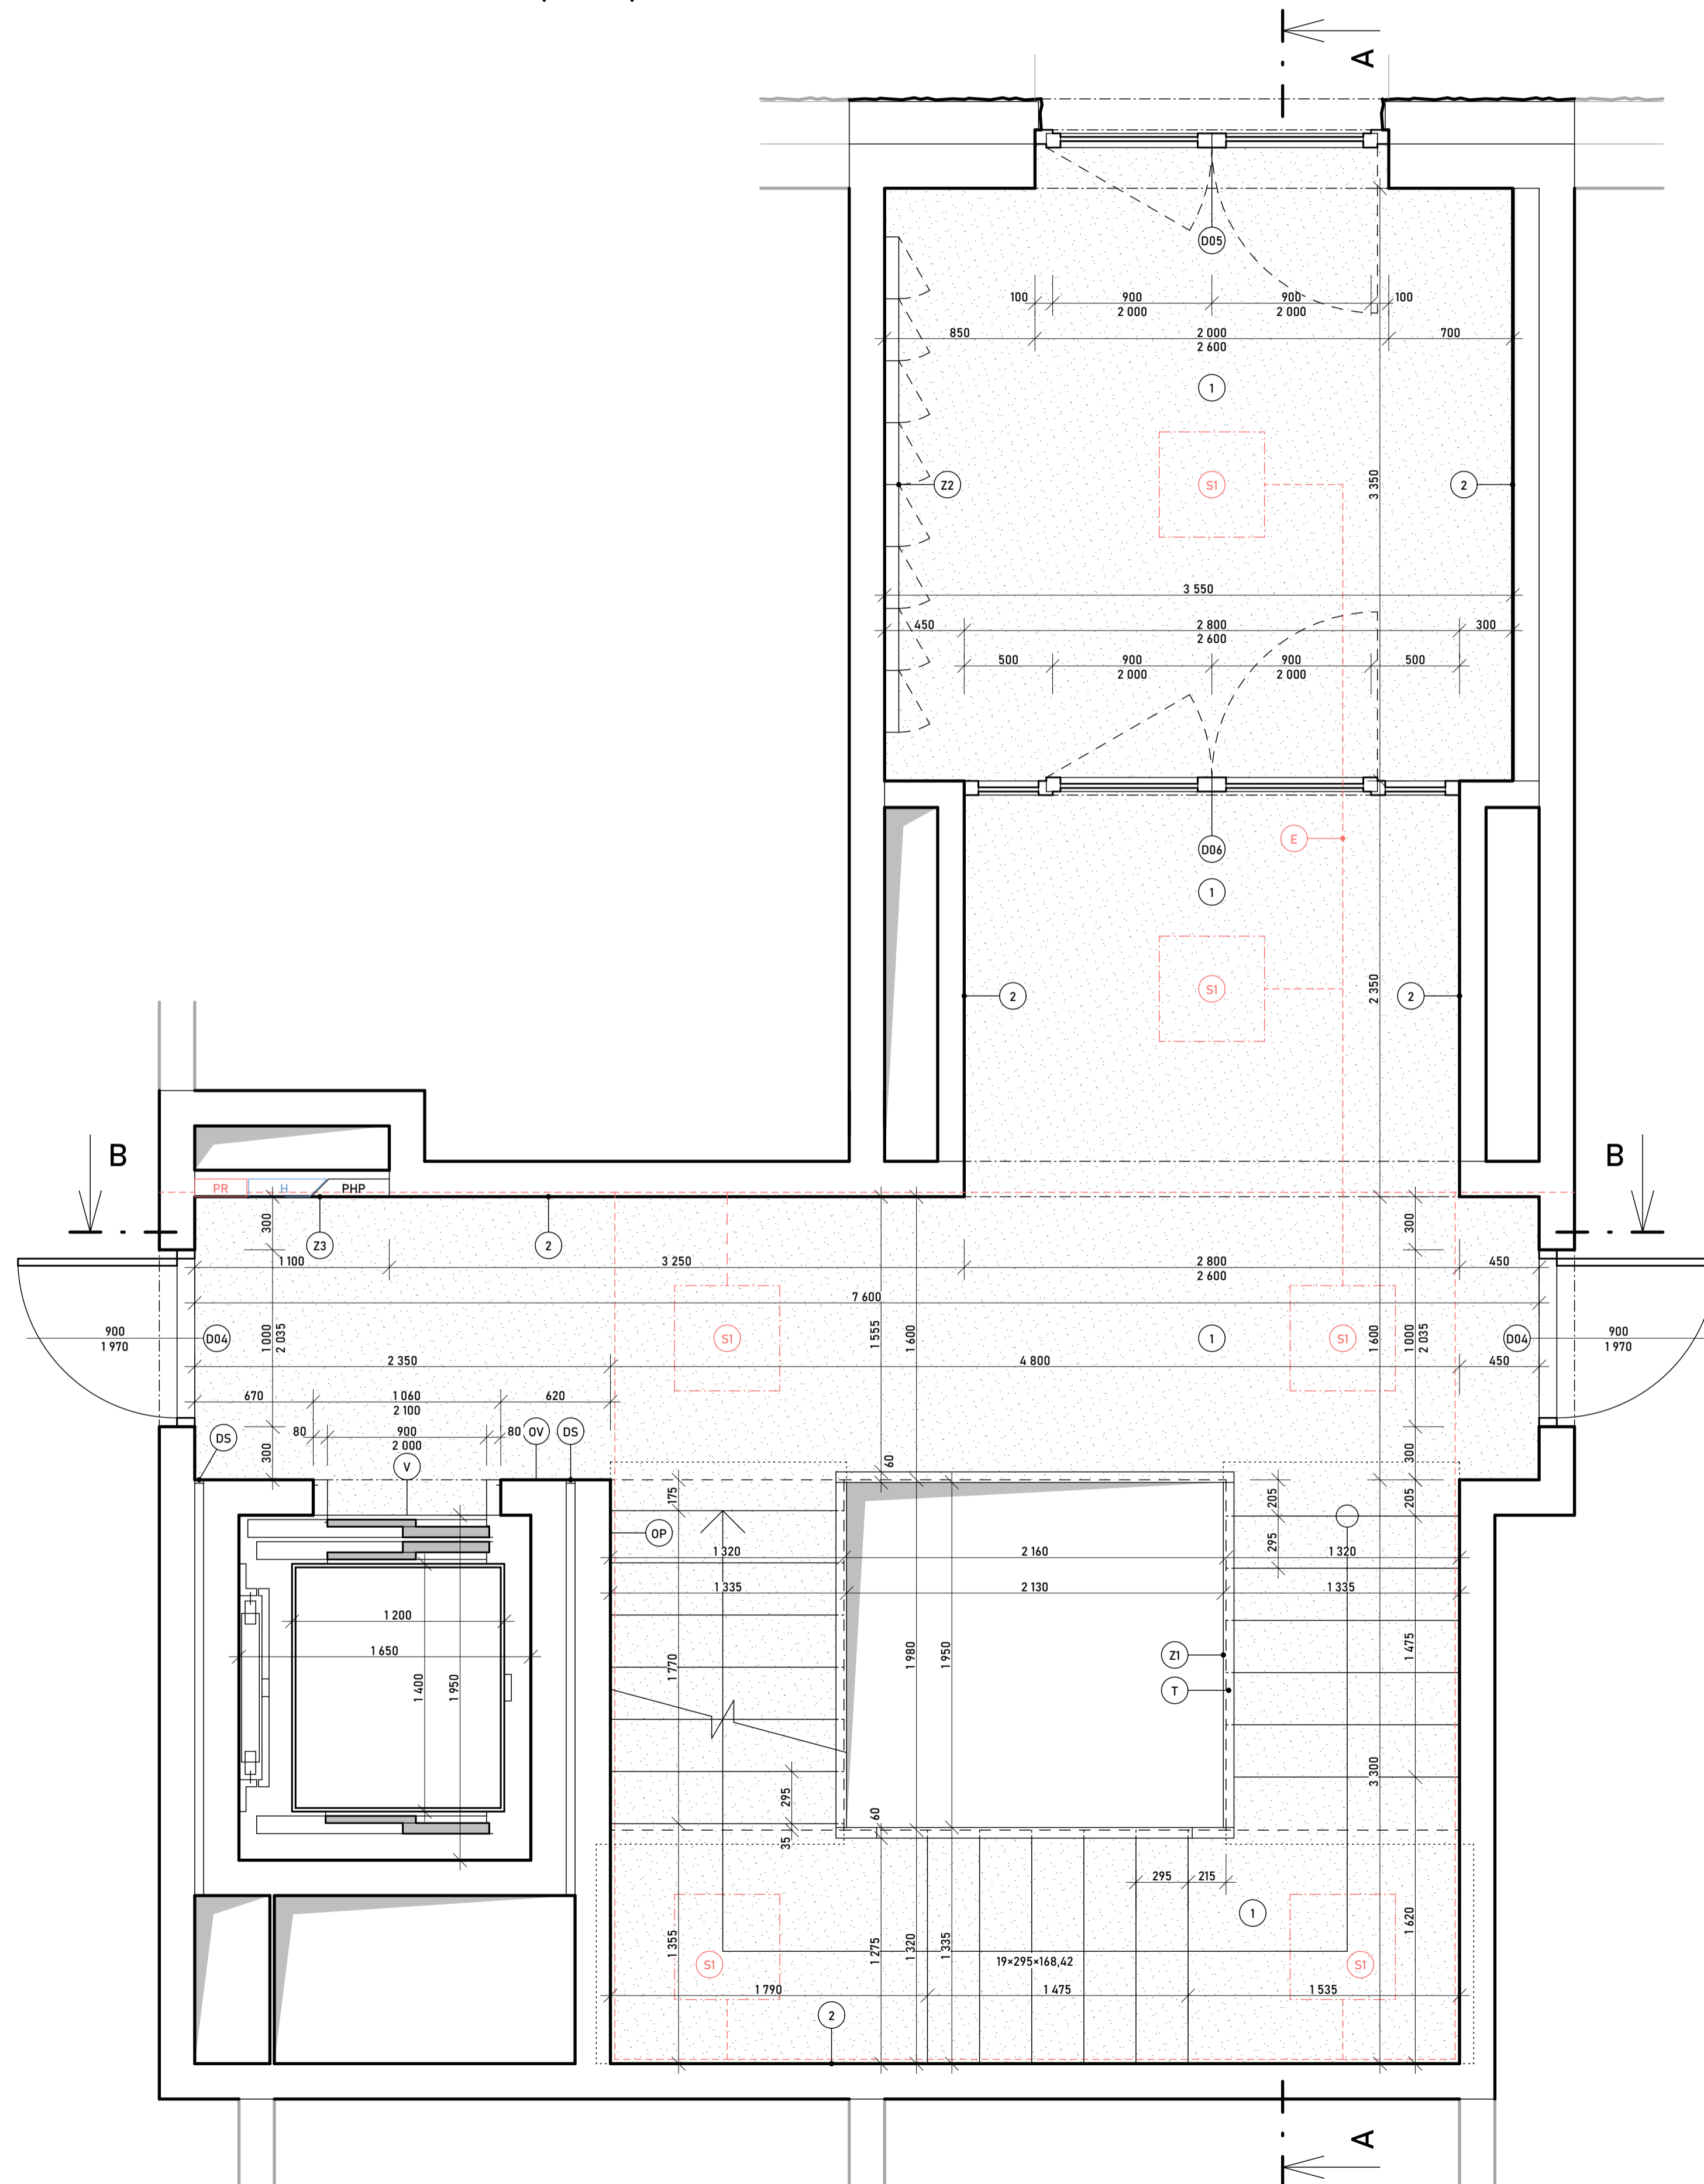 A
D05
100 900 900 100
2 000 2 000
850 2 000 700
2 600
1
3 350
Z2 S1 2
3 550
450 2 800 300
2 600
500 900 900 500
2 000 2 000
E
D06
1
2 350
2 S1 2
B B
PR H PHP
300 300
Z3 2
1 100 3 250 2 800 450
2 600
7 600
900 D04 1 000 S1 1 555 1 600 1 S1 1 600 1 000 D04 900
1 970 2 035 2 035 1 970
2 350 4 800 450
670 1 060 620
2 100
DS 80 900 80 OV DS
2 000
300 V 60 300
175 205 205
OP
1 320 2 160 1 320
295
1 335 2 130 1 335
1 200
1 650 1 770 1 980 1 950 Z1 1 475
1 400 1 950 T
3 300
295
60
35
295 215
1
1 355 1 275 1 320 1 335 1 620
S1 19×295×168,42 S1
1 790 1 475 1 535
2
A